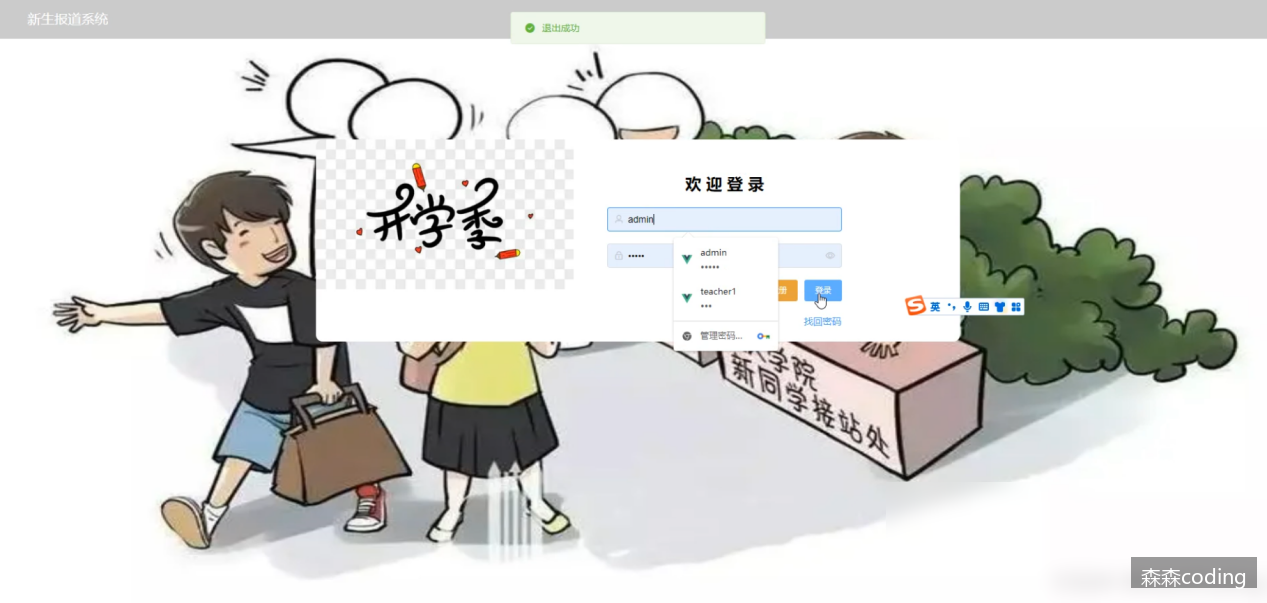 新生报道系统
退出成功
开学季
欢迎登录
admin
•••••
admin
•••••
teacher1
•••
册
登录
找回密码
管理密码...
英
学院
新同学接站处
森森coding